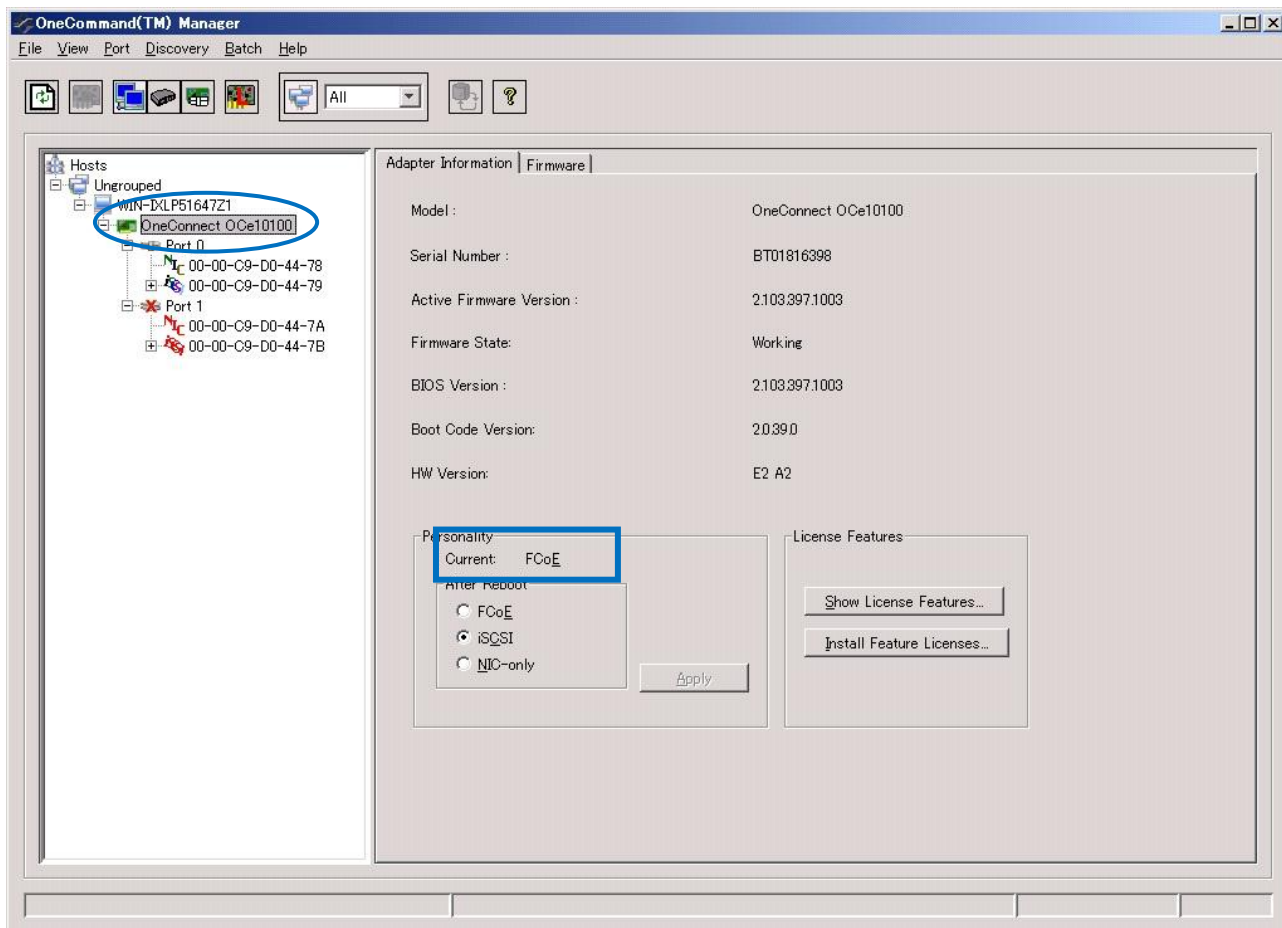 OneCommand(TM) Manager
File View Port Discovery Batch Help
All
Hosts
Ungrouped
WIN-IXLP51647Z1
OneConnect OCe10100
Port 0
NIC 00-00-C9-D0-44-78
00-00-C9-D0-44-79
Port 1
NIC 00-00-C9-D0-44-7A
00-00-C9-D0-44-7B
Adapter Information Firmware
Model : OneConnect OCe10100
Serial Number : BT01816398
Active Firmware Version : 2.103.397.1003
Firmware State: Working
BIOS Version : 2.103.397.1003
Boot Code Version: 2.0.39.0
HW Version: E2 A2
Personality
Current: FCoE
After Reboot
FCoE
iSCSI
NIC-only
Apply
License Features
Show License Features...
Install Feature Licenses...